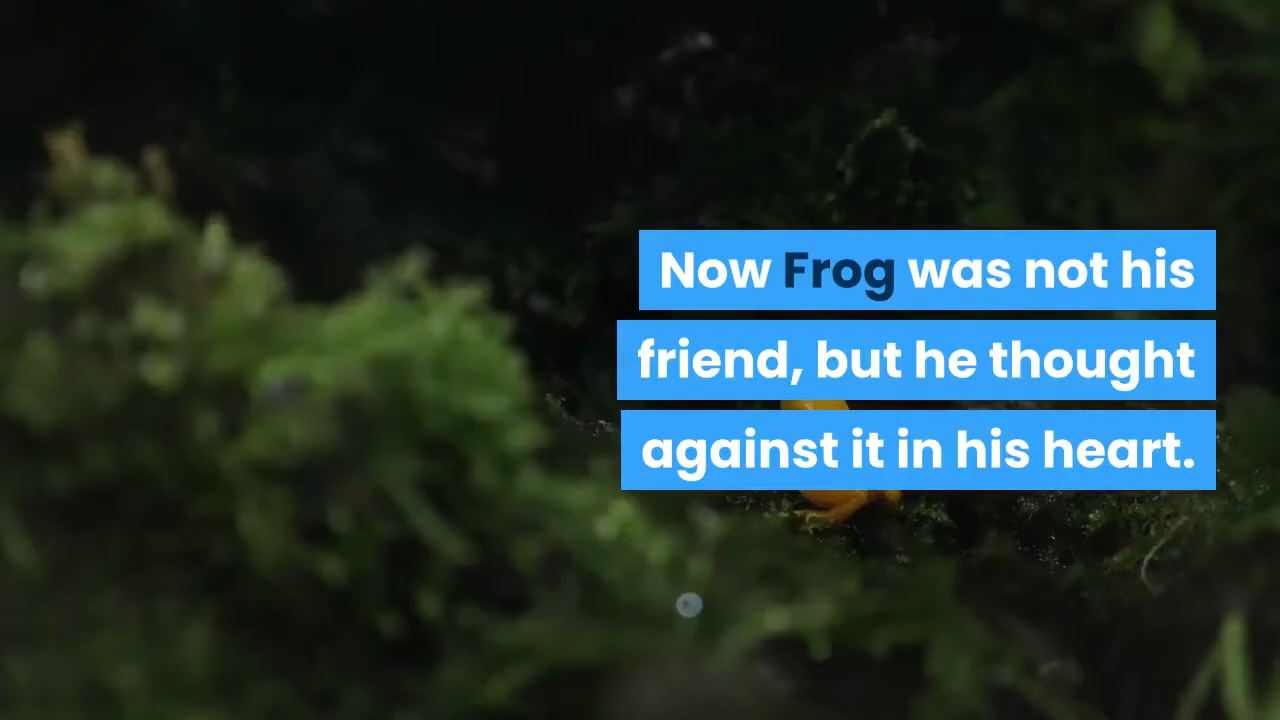 Now Frog was not his
friend, but he thought
against it in his heart.